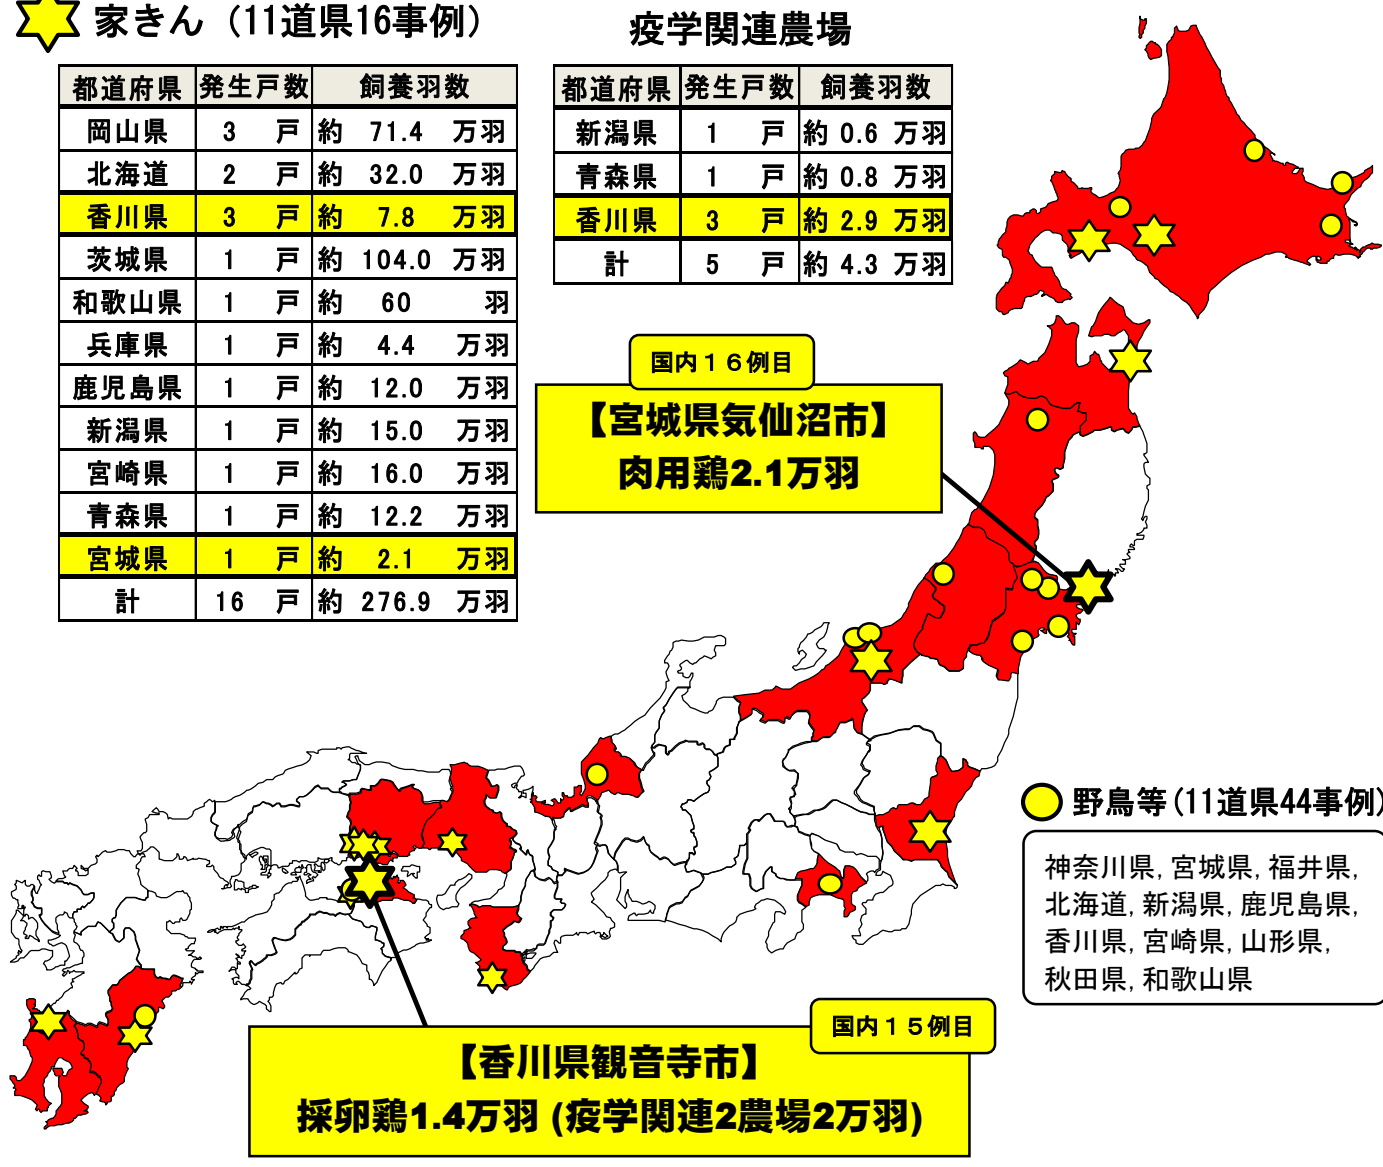 家きん（11道県16事例）
都道府県 発生戸数 飼養羽数
岡山県 3 戸 約 71.4 万羽
北海道 2 戸 約 32.0 万羽
香川県 3 戸 約 7.8 万羽
茨城県 1 戸 約 104.0 万羽
和歌山県 1 戸 約 60 羽
兵庫県 1 戸 約 4.4 万羽
鹿児島県 1 戸 約 12.0 万羽
新潟県 1 戸 約 15.0 万羽
宮崎県 1 戸 約 16.0 万羽
青森県 1 戸 約 12.2 万羽
宮城県 1 戸 約 2.1 万羽
計 16 戸 約 276.9 万羽
疫学関連農場
都道府県 発生戸数 飼養羽数
新潟県 1 戸 約 0.6 万羽
青森県 1 戸 約 0.8 万羽
香川県 3 戸 約 2.9 万羽
計 5 戸 約 4.3 万羽
国内１６例目
【宮城県気仙沼市】
肉用鶏2.1万羽
野鳥等(11道県44事例)
神奈川県, 宮城県, 福井県,
北海道, 新潟県, 鹿児島県,
香川県, 宮崎県, 山形県,
秋田県, 和歌山県
国内１５例目
【香川県観音寺市】
採卵鶏1.4万羽 (疫学関連2農場2万羽)